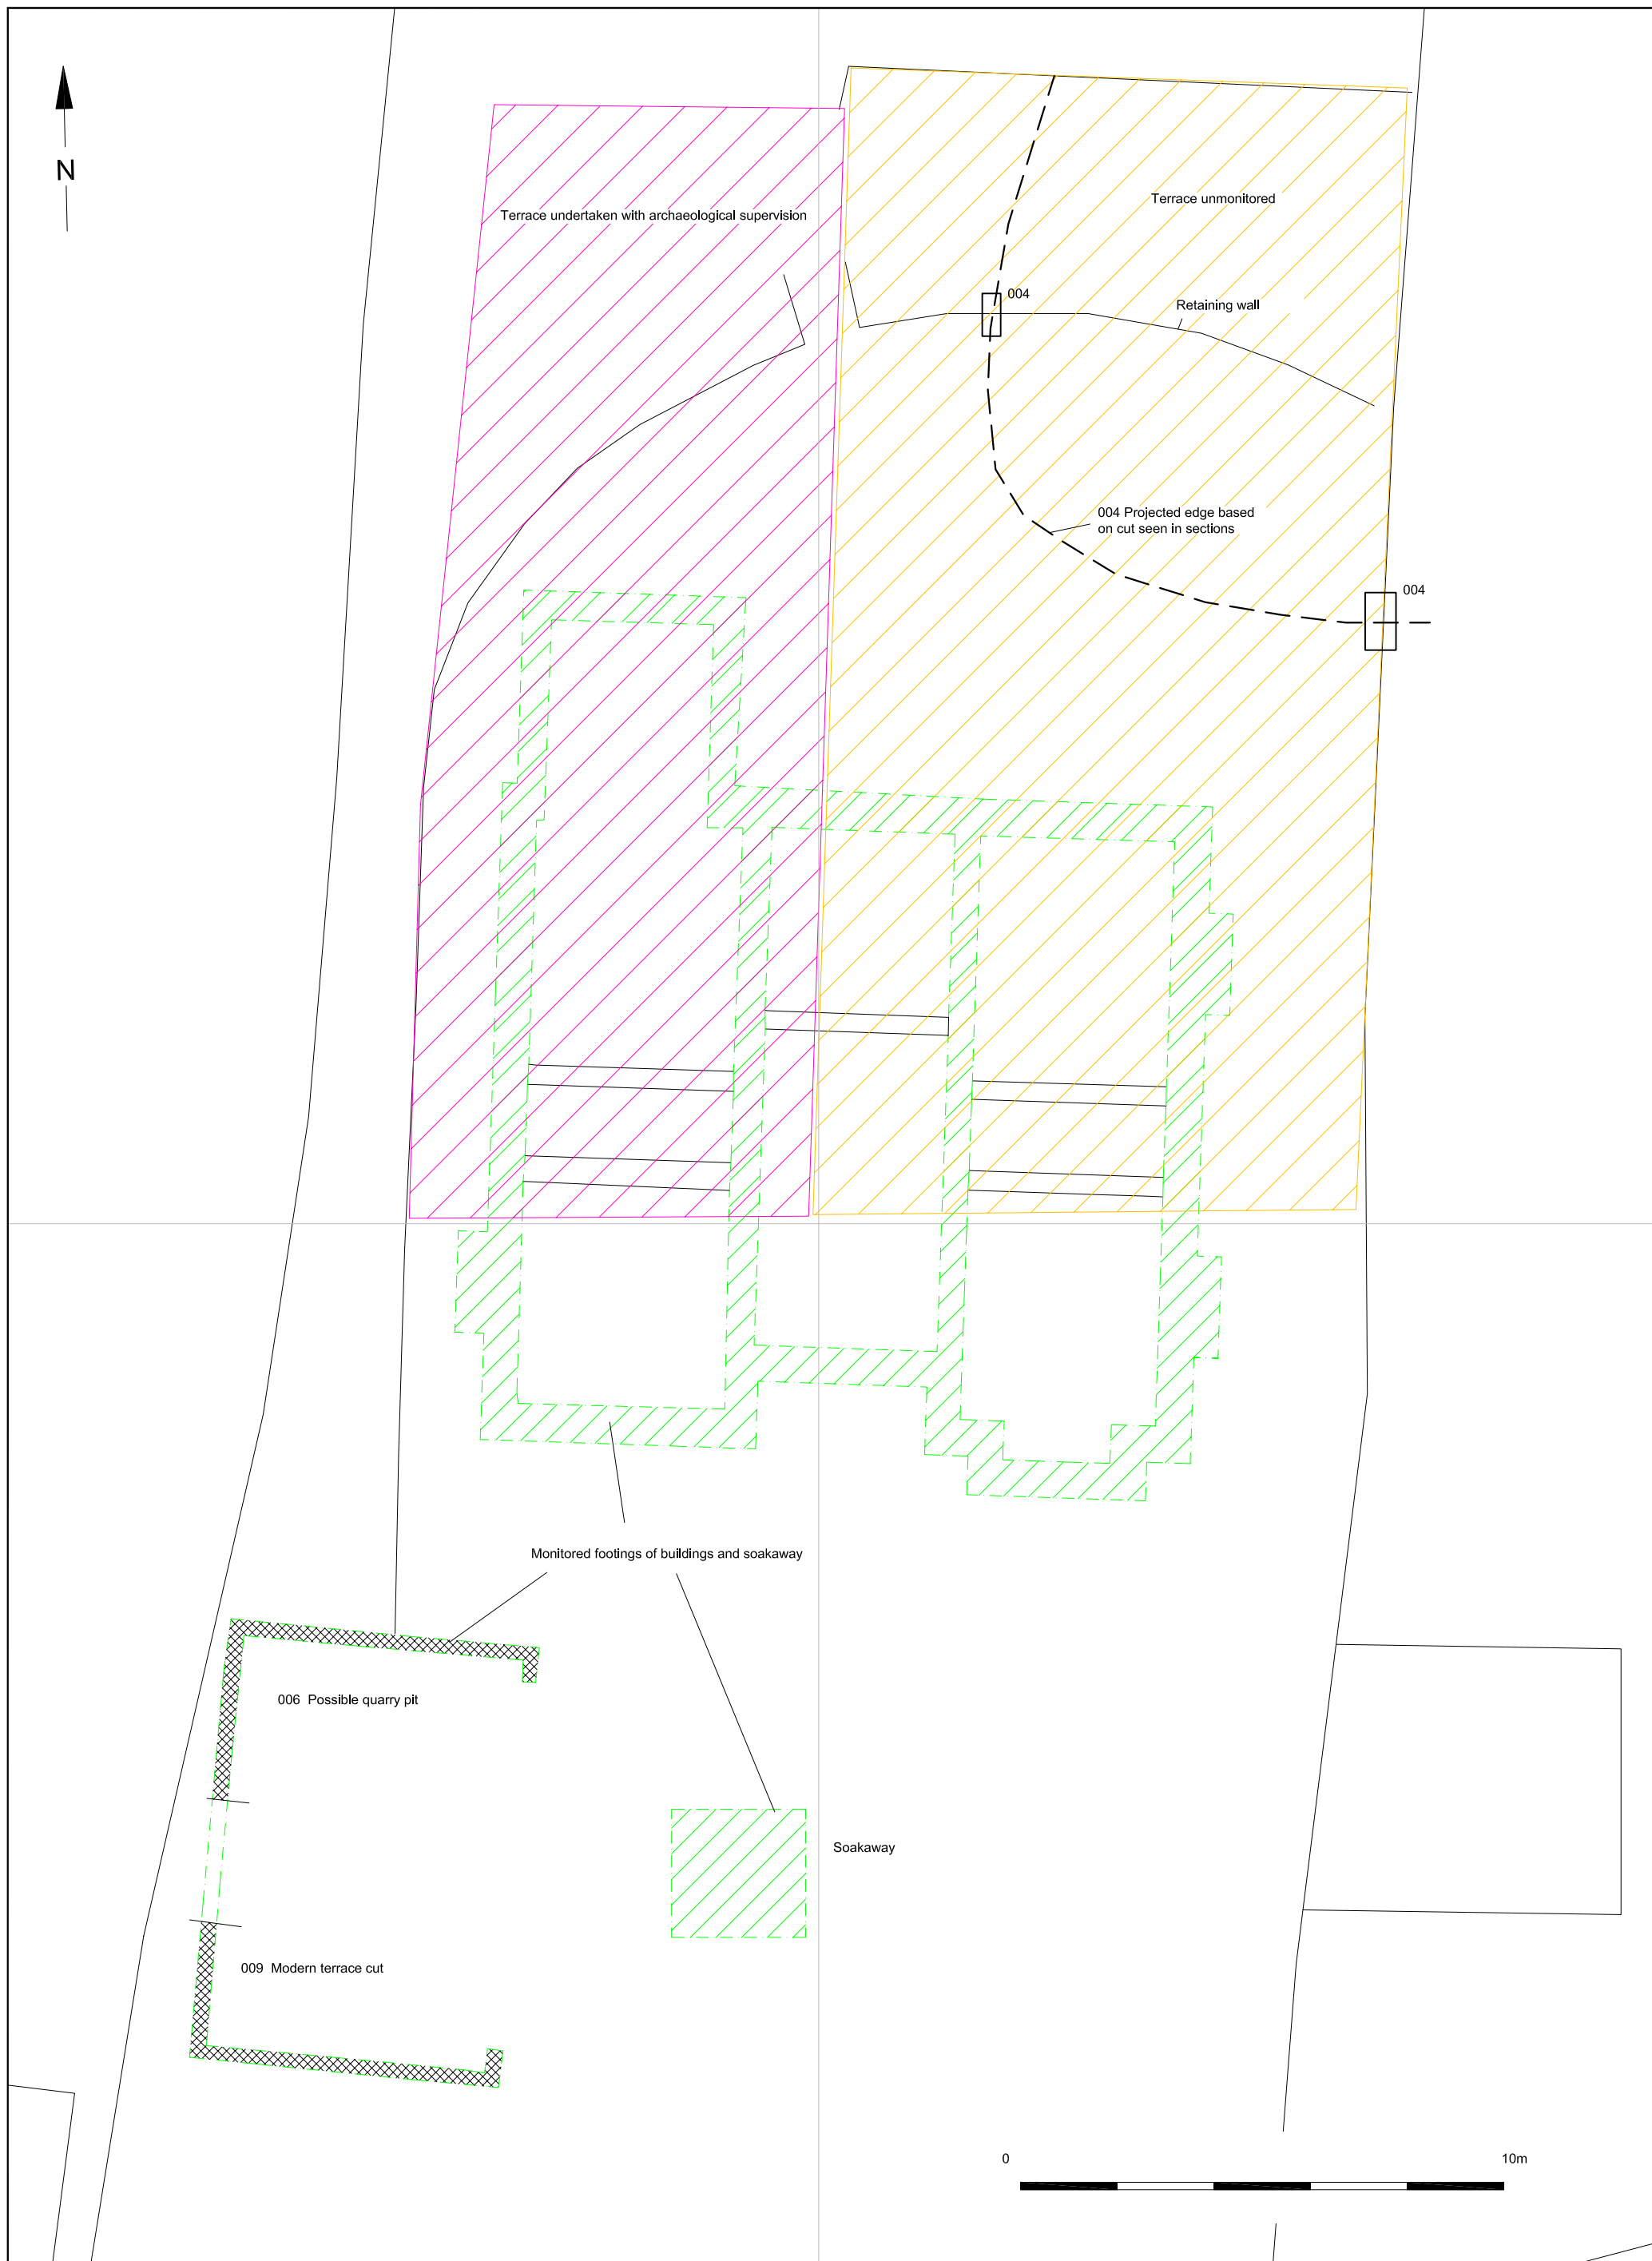 N
Terrace undertaken with archaeological supervision
Terrace unmonitored
004
Retaining wall
004 Projected edge based
on cut seen in sections
004
Monitored footings of buildings and soakaway
006 Possible quarry pit
Soakaway
009 Modern terrace cut
0 10m